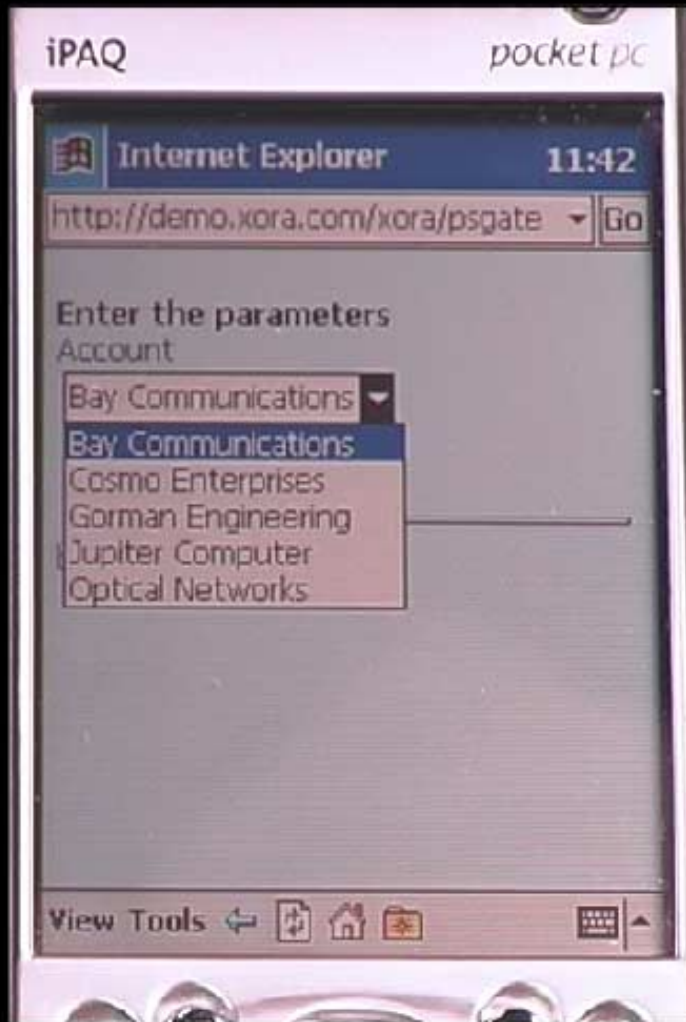 iPAQ pocket pc
Internet Explorer 11:42
http://demo.xora.com/xora/psgate Go
Enter the parameters
Account
Bay Communications
Bay Communications
Cosmo Enterprises
Gorman Engineering
Jupiter Computer
Optical Networks
View Tools